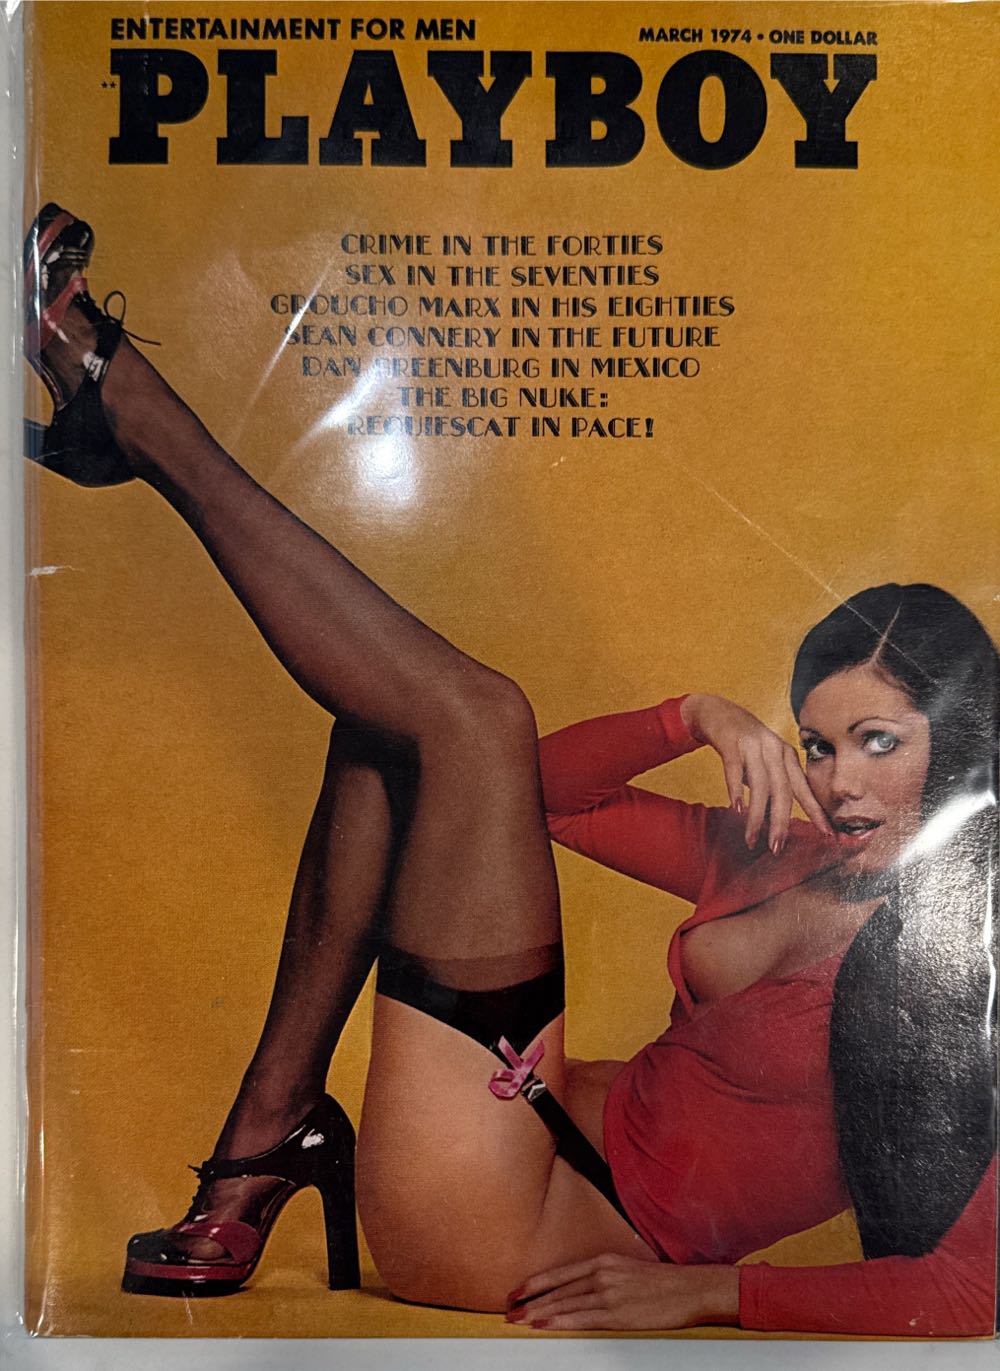 ENTERTAINMENT FOR MEN
MARCH 1974 • ONE DOLLAR
PLAYBOY
CRIME IN THE FORTIES
SEX IN THE SEVENTIES
GROUCHO MARX IN HIS EIGHTIES
SEAN CONNERY IN THE FUTURE
DAN GREENBURG IN MEXICO
THE BIG NUKE:
REQUIESCAT IN PACE!